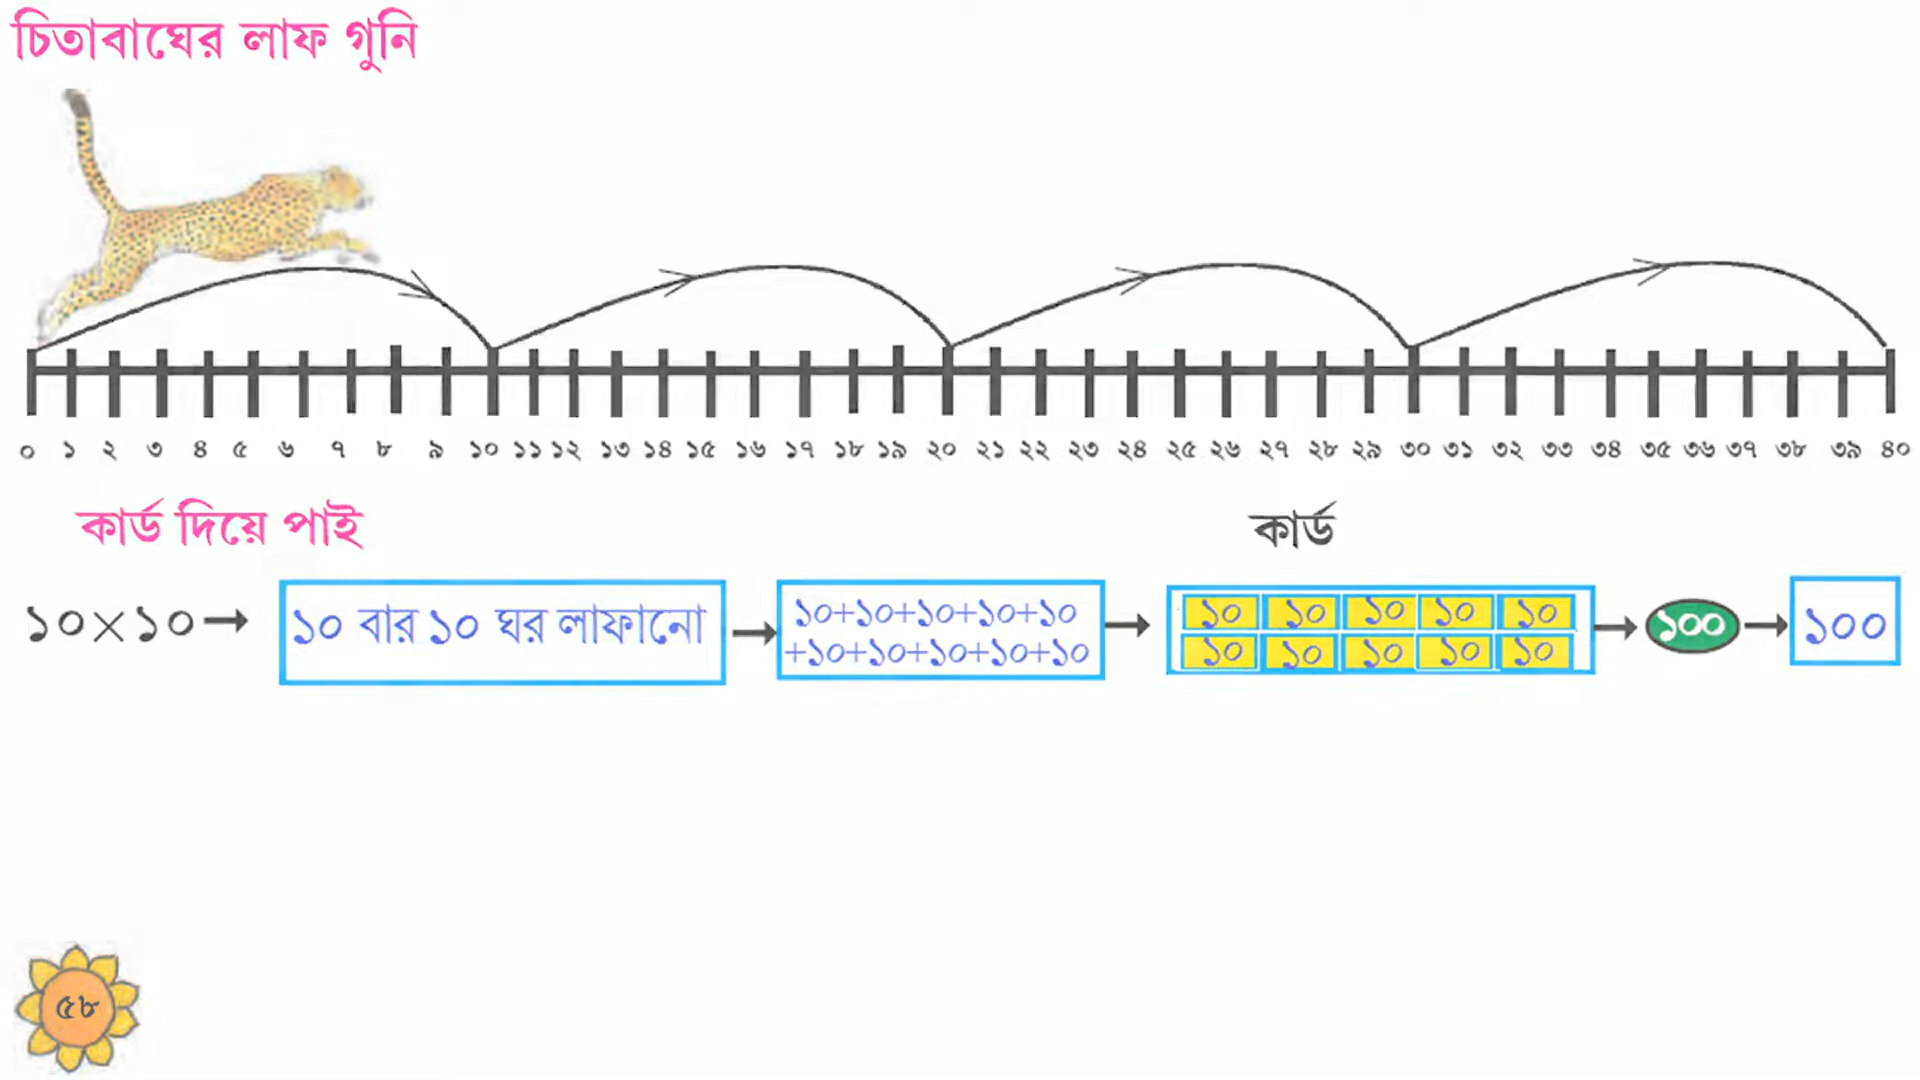 চিতাবাঘের লাফ গুনি
০ ১ ২ ৩ ৪ ৫ ৬ ৭ ৮ ৯ ১০ ১১ ১২ ১৩ ১৪ ১৫ ১৬ ১৭ ১৮ ১৯ ২০ ২১ ২২ ২৩ ২৪ ২৫ ২৬ ২৭ ২৮ ২৯ ৩০ ৩১ ৩২ ৩৩ ৩৪ ৩৫ ৩৬ ৩৭ ৩৮ ৩৯ ৪০
কার্ড দিয়ে পাই
কার্ড
১০×১০→ ১০ বার ১০ ঘর লাফানো →
১০+১০+১০+১০+১০
+১০+১০+১০+১০+১০ →
১০ ১০ ১০ ১০ ১০
১০ ১০ ১০ ১০ ১০
→ ১০০ → ১০০
৫৮